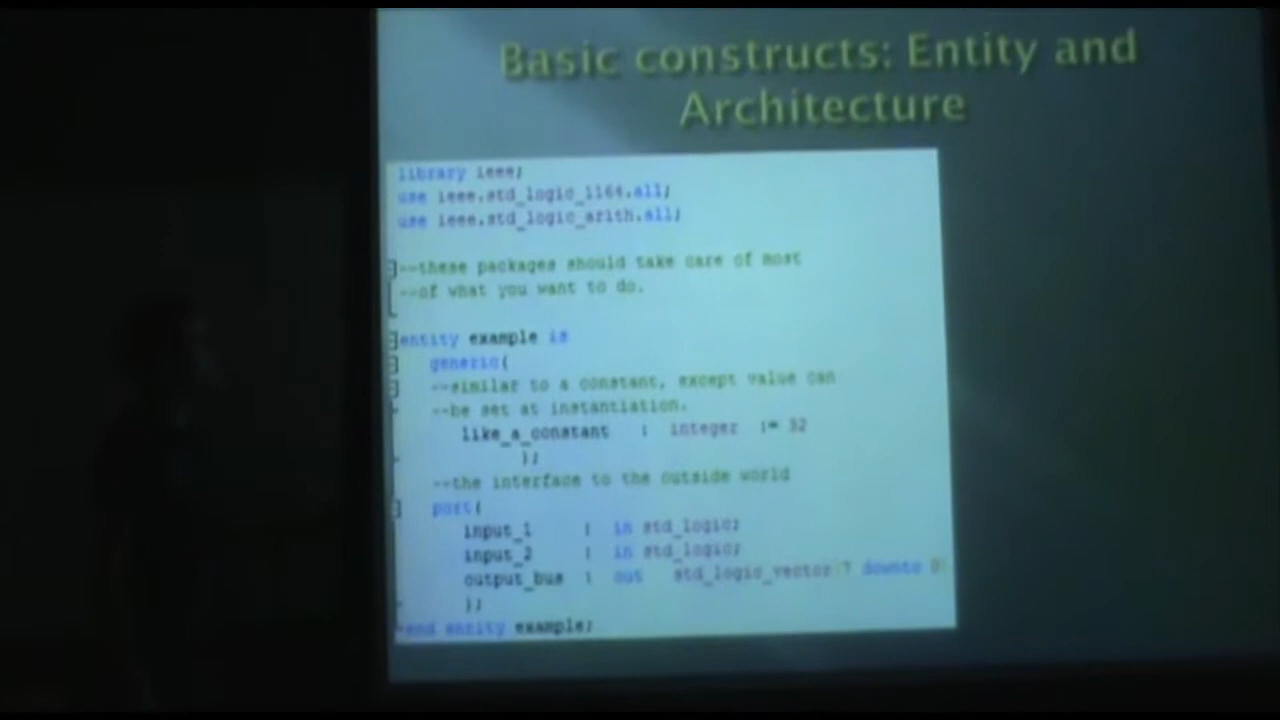 Basic constructs: Entity and
Architecture
library ieee;
use ieee.std_logic_1164.all;
use ieee.std_logic_arith.all;
--these packages should take care of most
--of what you want to do.
entity example is
generic(
--similar to a constant, except value can
--be set at instantiation.
like_a_constant : integer := 32
);
--the interface to the outside world
port(
input_1 : in std_logic;
input_2 : in std_logic;
output_bus : out std_logic_vector(7 downto 0)
);
end entity example;